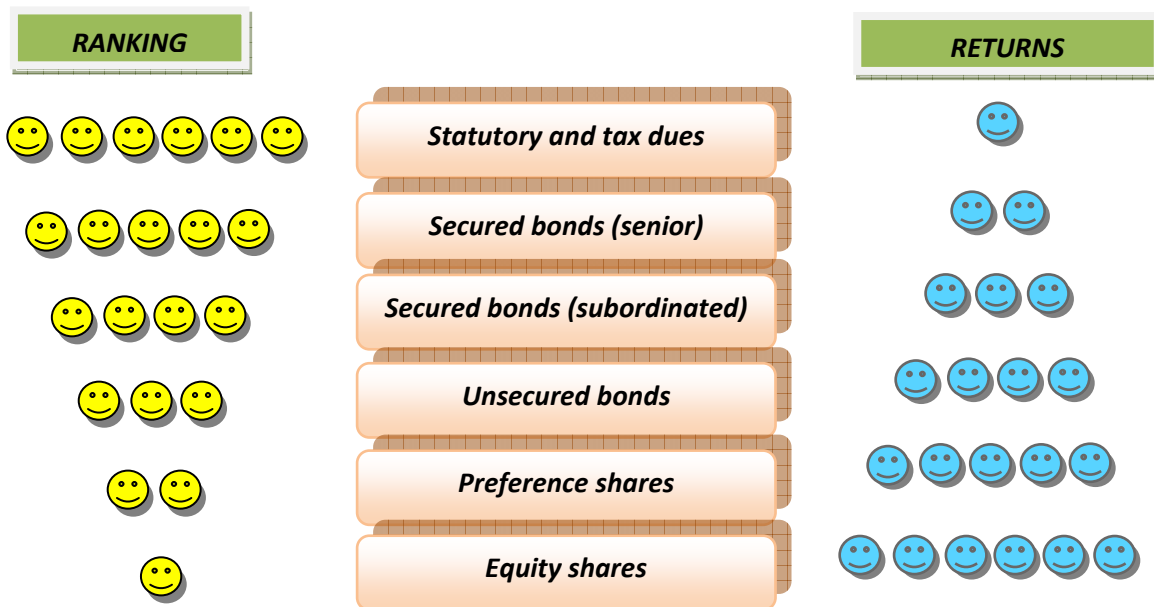 RANKING
RETURNS
Statutory and tax dues
Secured bonds (senior)
Secured bonds (subordinated)
Unsecured bonds
Preference shares
Equity shares